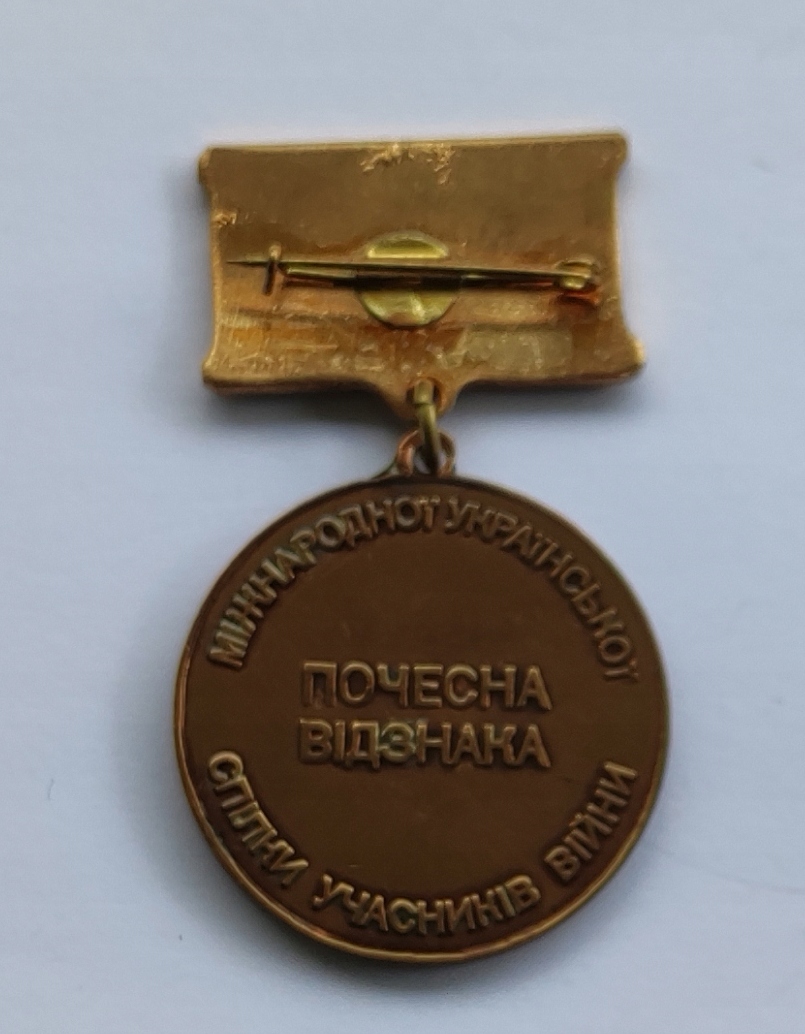 МІЖНАРОДНОЇ УКРАЇНСЬКОЇ
ПОЧЕСНА
ВІДЗНАКА
СПІЛКИ УЧАСНИКІВ ВІЙНИ